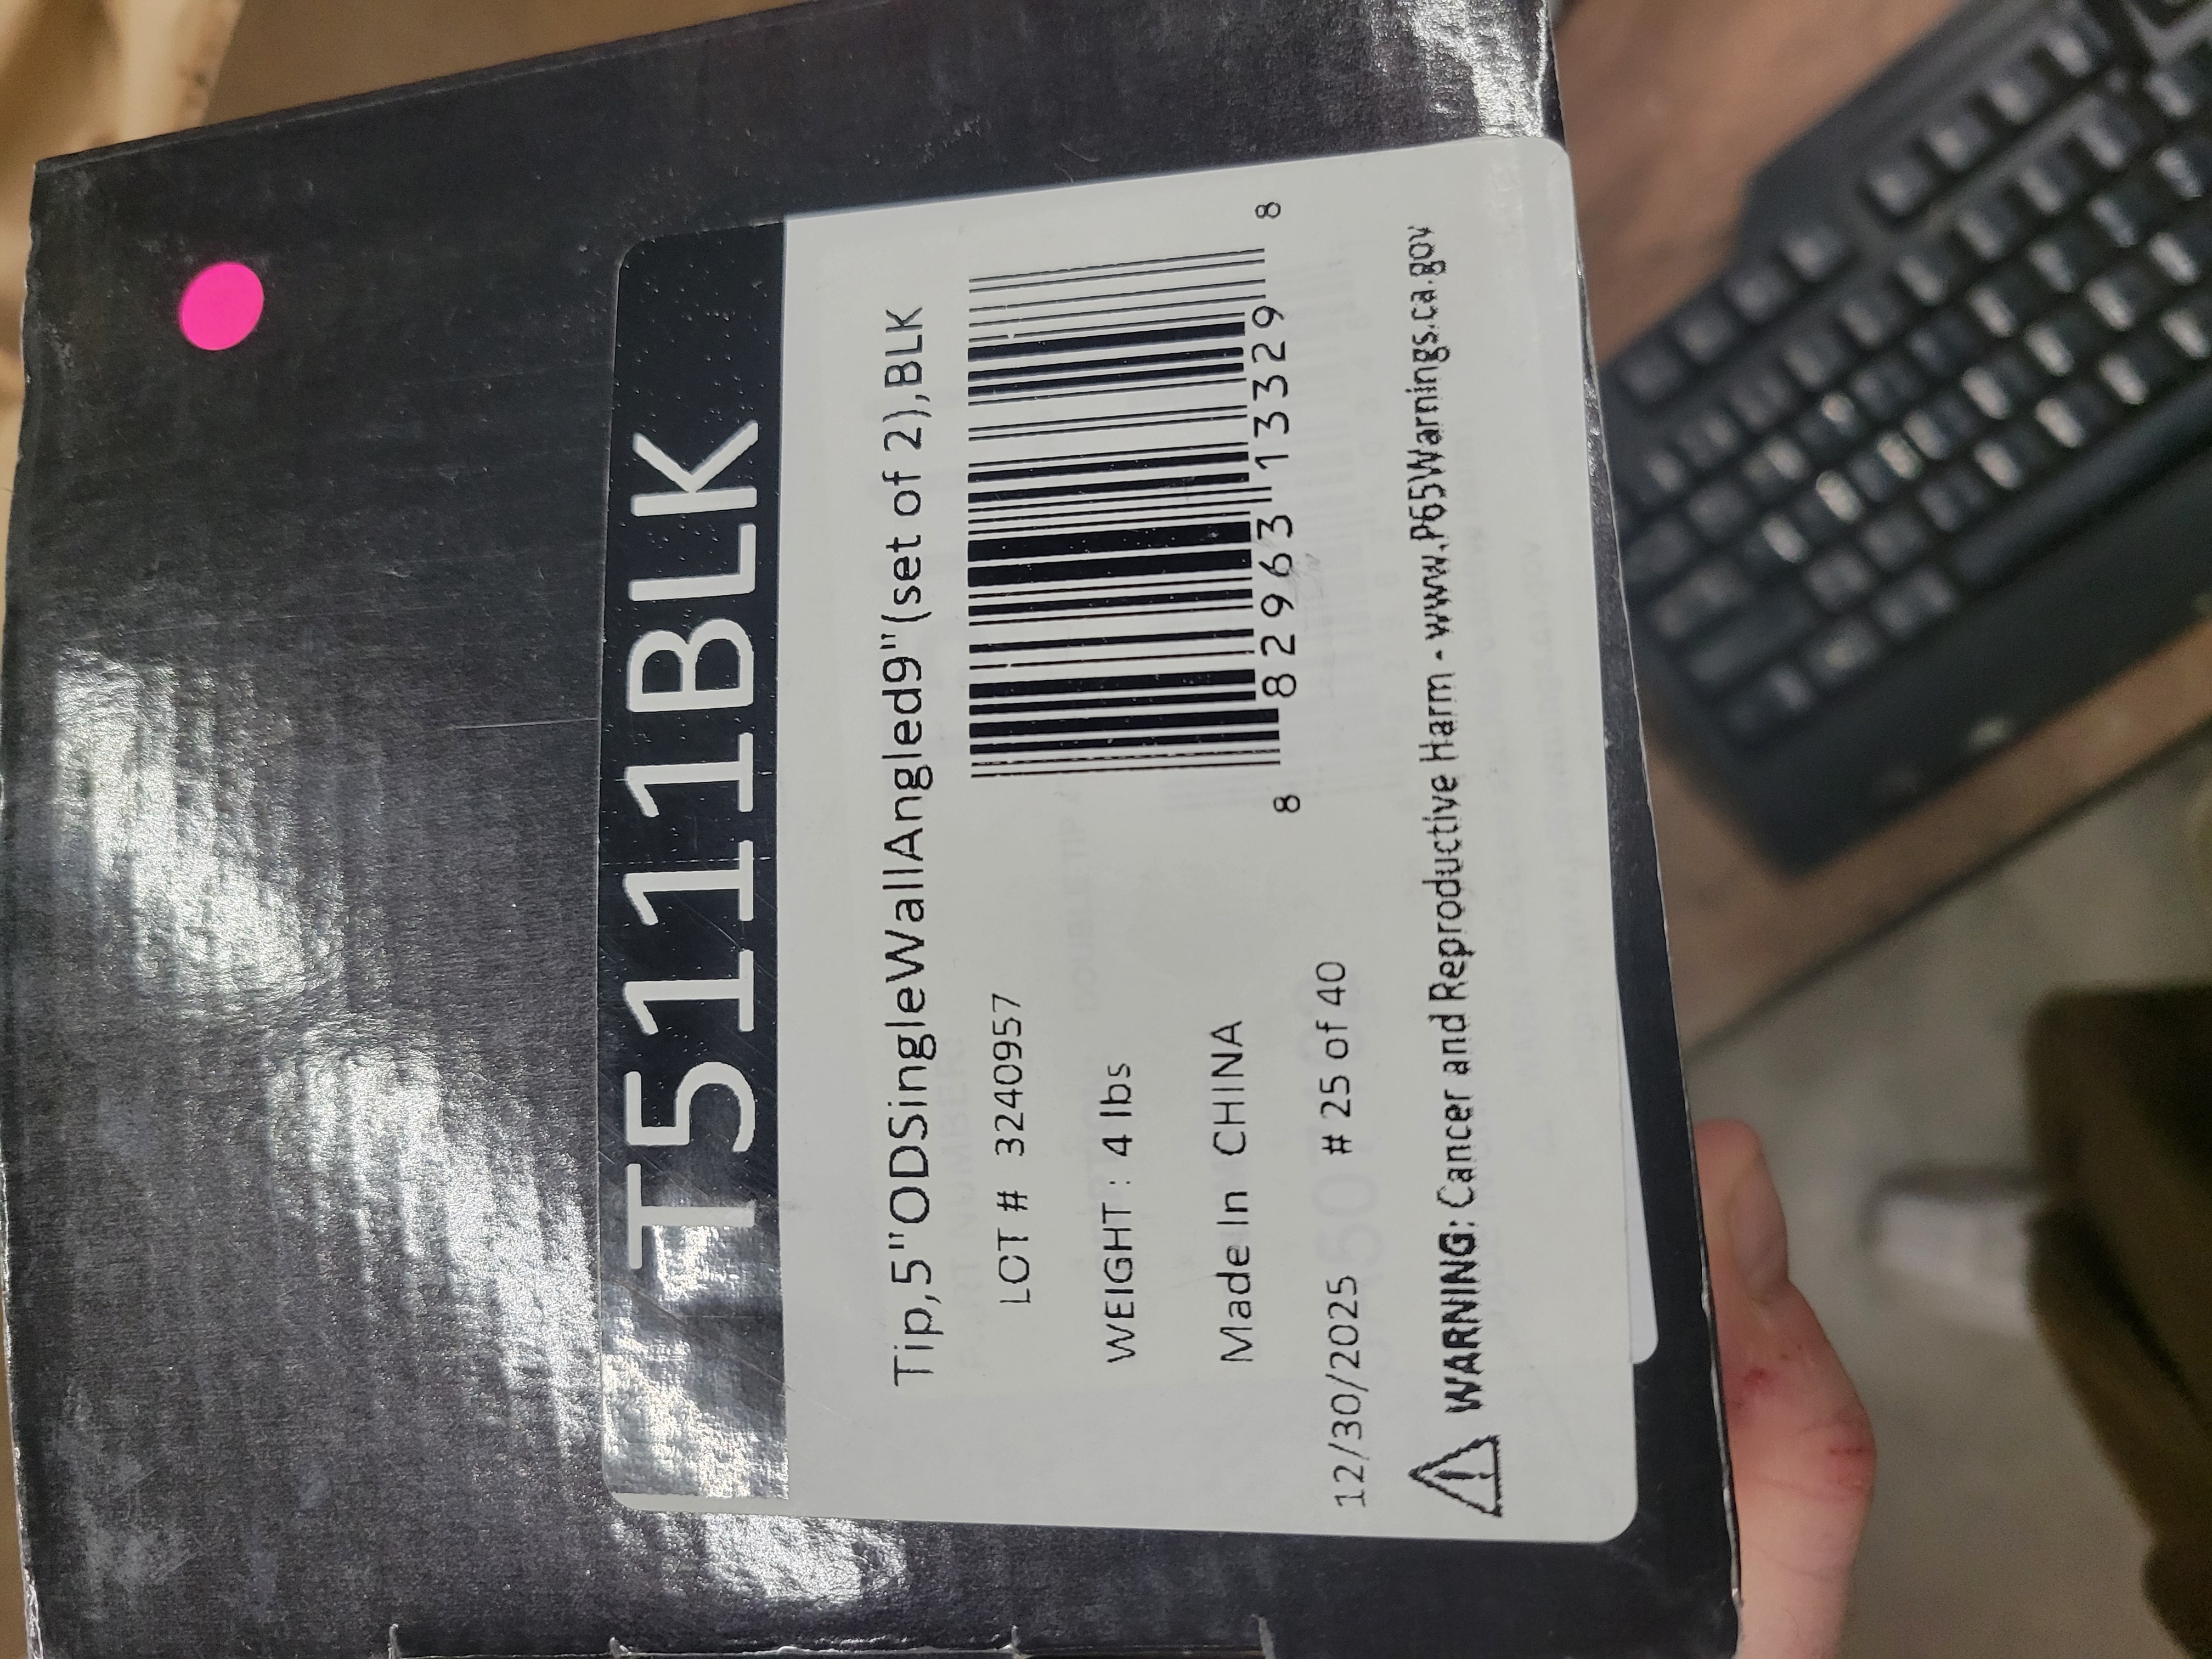 T5111BLK
Tip,5"ODSingleWallAngled9"(set of 2),BLK
LOT # 3240957
WEIGHT : 4 lbs
Made In CHINA
8 82963 13329 8
12/30/2025 # 25 of 40
WARNING: Cancer and Reproductive Harm - www.P65Warnings.ca.gov